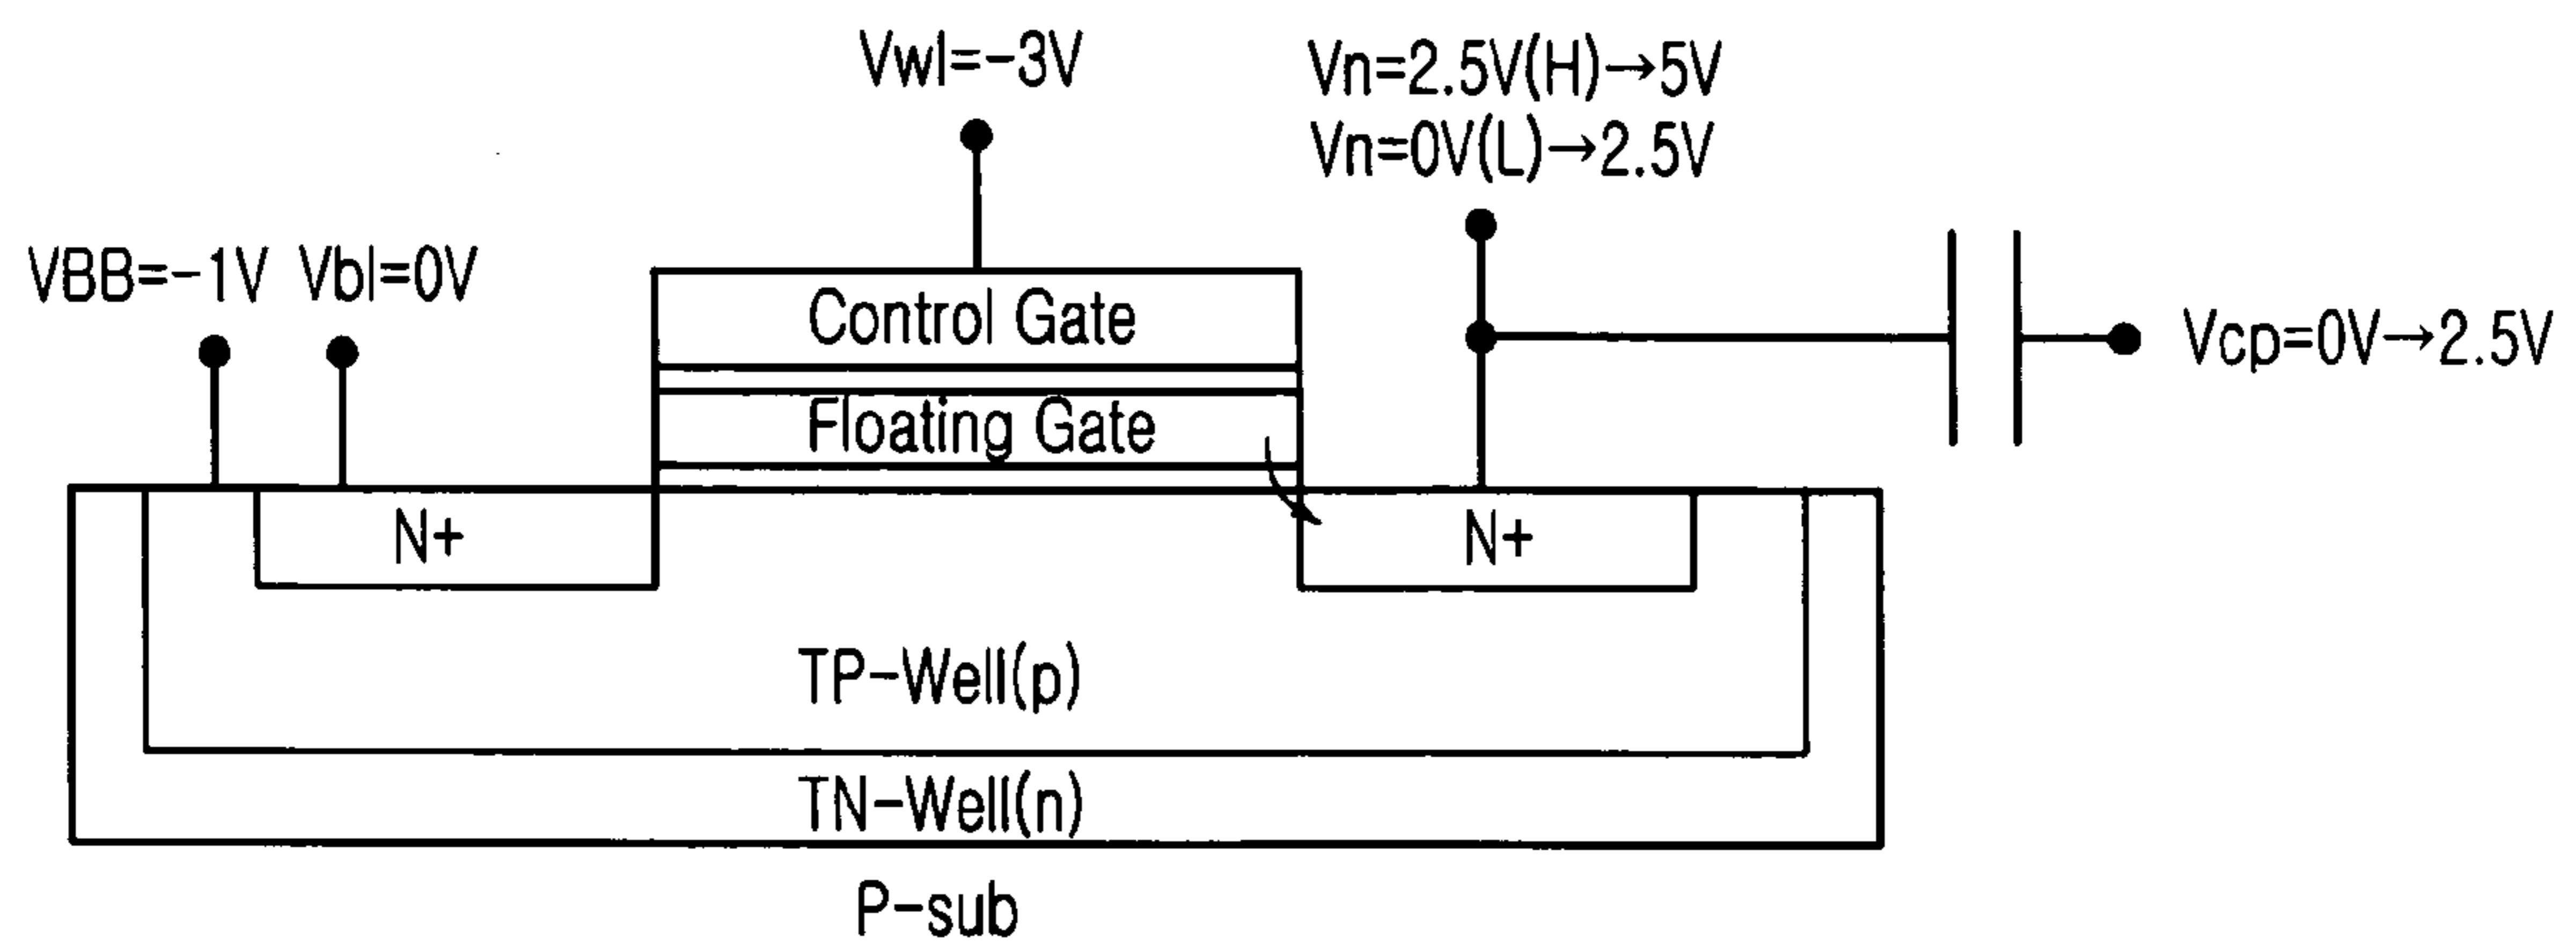 Vwl=-3V
Vn=2.5V(H)→5V
Vn=0V(L)→2.5V
VBB=-1V Vbl=0V
Control Gate
Vcp=0V→2.5V
Floating Gate
N+
N+
TP-Well(p)
TN-Well(n)
P-sub